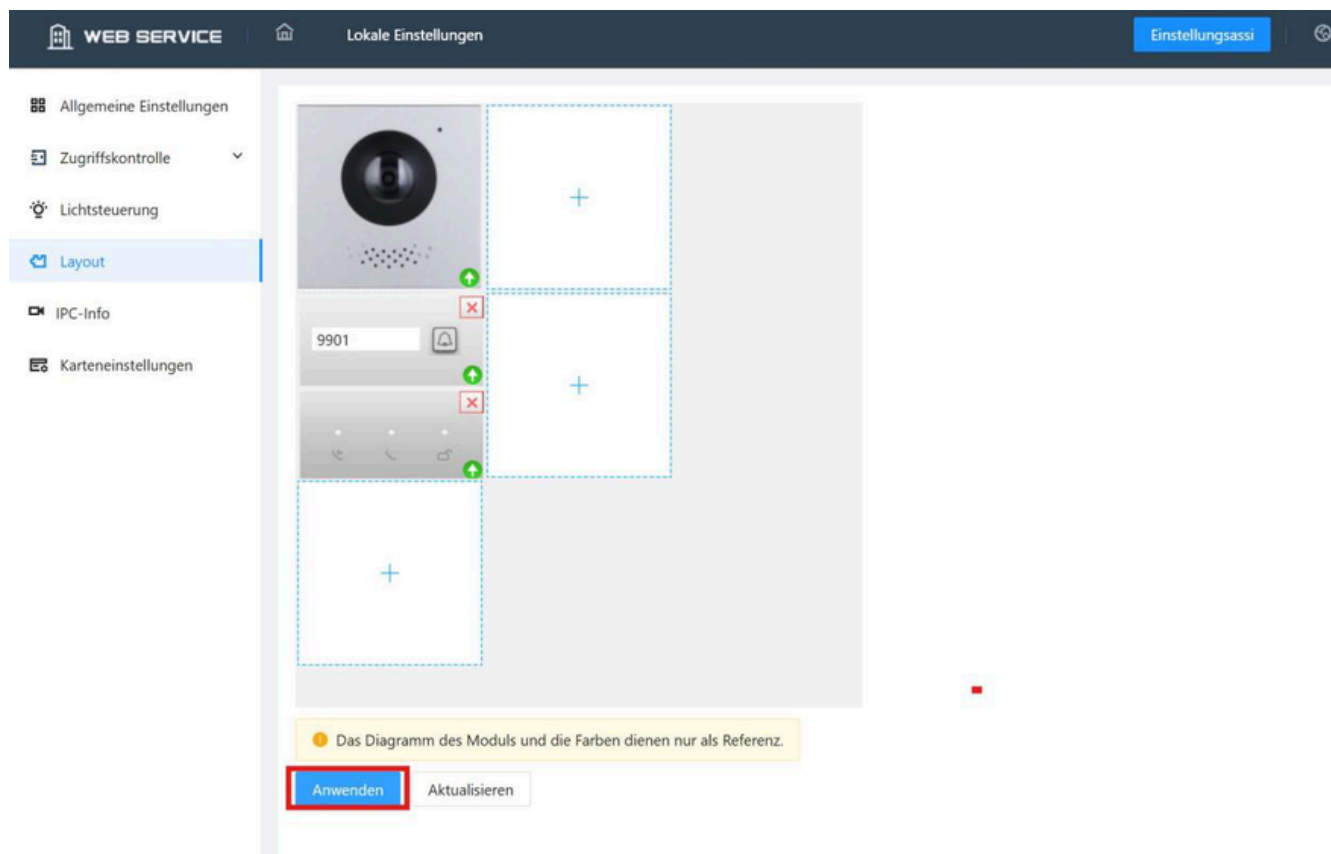 WEB SERVICE
Lokale Einstellungen
Einstellungsassi
Allgemeine Einstellungen
Zugriffskontrolle
Lichtsteuerung
Layout
IPC-Info
Karteneinstellungen
9901
Das Diagramm des Moduls und die Farben dienen nur als Referenz.
Anwenden
Aktualisieren